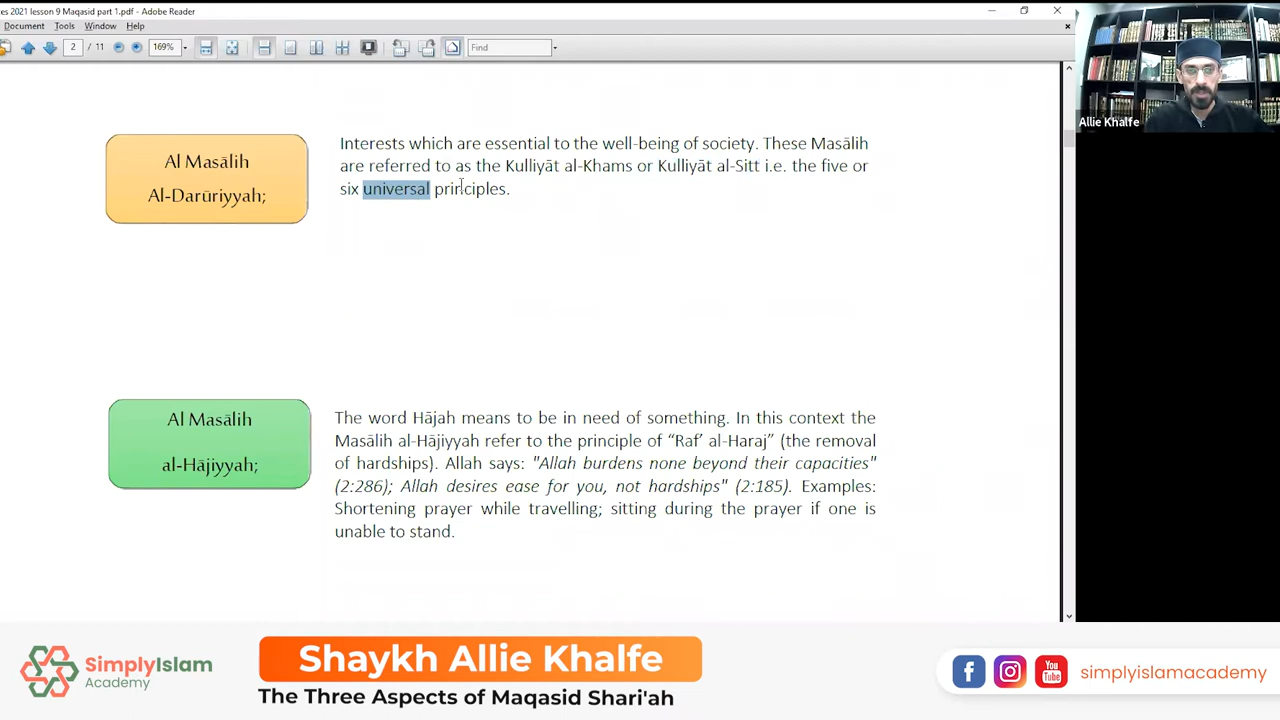 es 2021 lesson 9 Maqasid part 1.pdf - Adobe Reader
Document Tools Window Help
2 / 11 169% Find
Allie Khalfe
Al Masālih
Al-Darūriyyah;
Interests which are essential to the well-being of society. These Masālih
are referred to as the Kulliyāt al-Khams or Kulliyāt al-Sitt i.e. the five or
six universal principles.
Al Masālih
al-Hājiyyah;
The word Hājah means to be in need of something. In this context the
Masālih al-Hājiyyah refer to the principle of “Raf’ al-Haraj” (the removal
of hardships). Allah says: "Allah burdens none beyond their capacities"
(2:286); Allah desires ease for you, not hardships" (2:185). Examples:
Shortening prayer while travelling; sitting during the prayer if one is
unable to stand.
SimplyIslam
Academy
Shaykh Allie Khalfe
The Three Aspects of Maqasid Shari'ah
You
Tube
simplyislamacademy